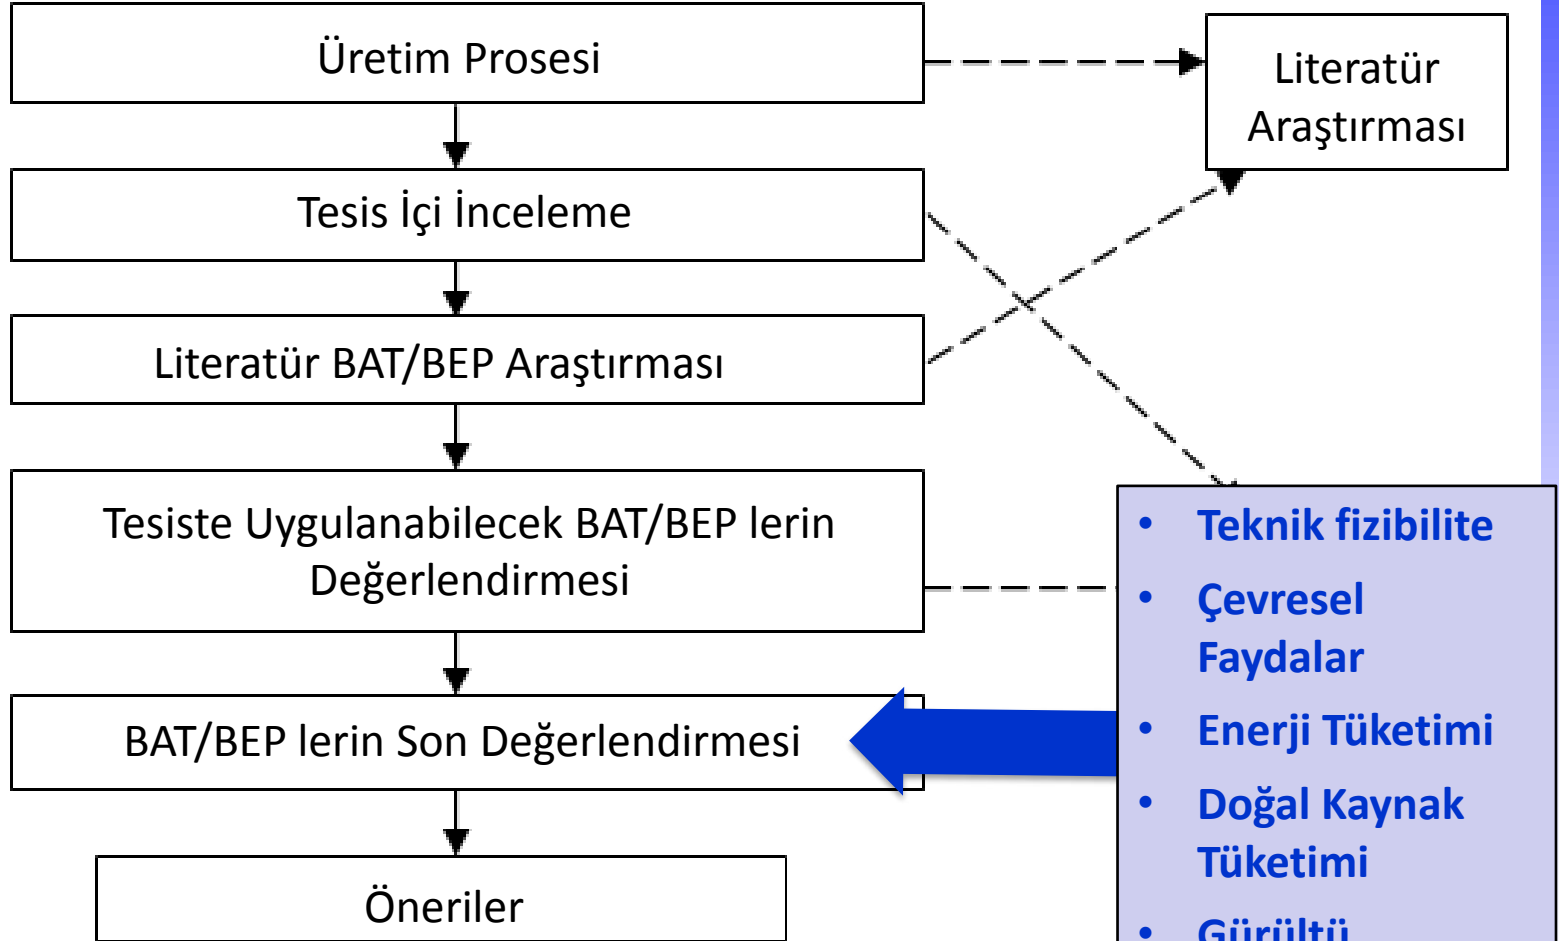 Üretim Prosesi
Literatür
Araştırması
Tesis İçi İnceleme
Literatür BAT/BEP Araştırması
Tesiste Uygulanabilecek BAT/BEP lerin
Değerlendirmesi
BAT/BEP lerin Son Değerlendirmesi
Öneriler
• Teknik fizibilite
• Çevresel
Faydalar
• Enerji Tüketimi
• Doğal Kaynak
Tüketimi
• Gürültü